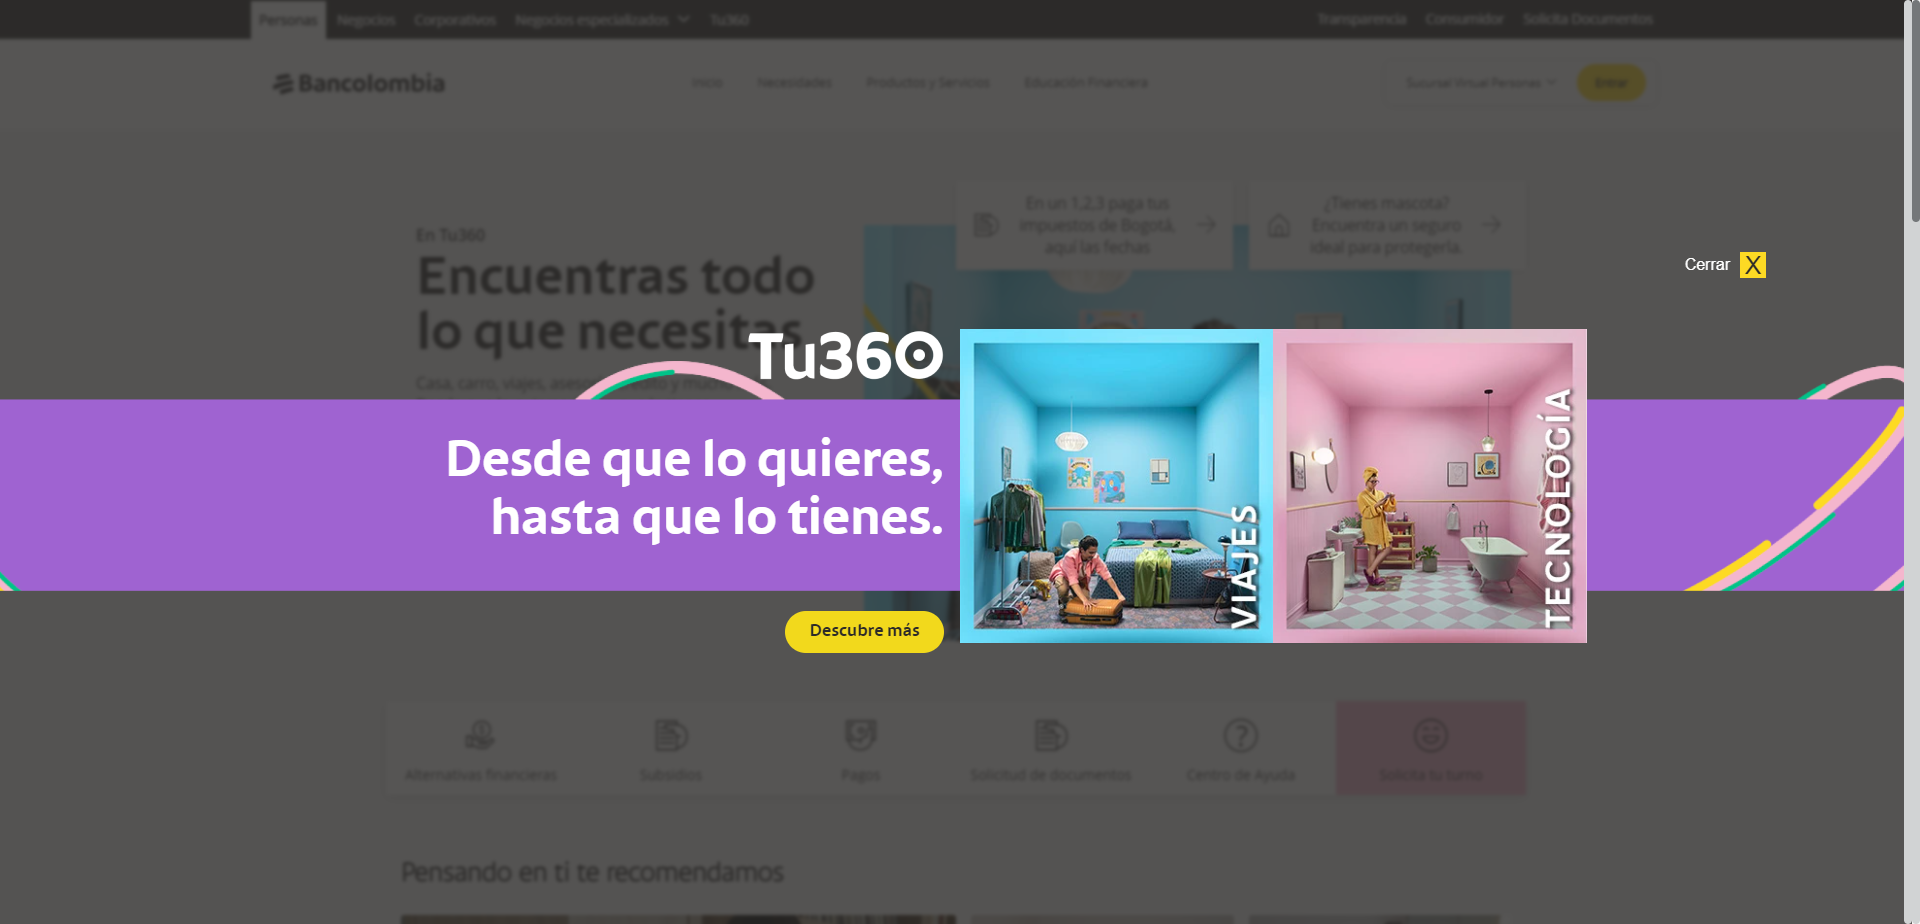 Personas Negocios Corporativos Negocios especializados Tu360 Transparencia Consumidor Solicita Documentos
Bancolombia Inicio Necesidades Productos y Servicios Educación Financiera Sucursal Virtual Personas Entrar
En un 1,2,3 paga tus
impuestos de Bogotá,
aquí las fechas
¿Tienes mascota?
Encuentra un seguro
ideal para protegerla.
En Tu360
Encuentras todo
lo que necesitas
Casa, carro, viajes,
Cerrar X
Tu360
Desde que lo quieres,
hasta que lo tienes.
Descubre más
VIAJES
TECNOLOGÍA
Alternativas financieras Subsidios Pagos Solicitud de documentos Centro de Ayuda Solicita tu turno
Pensando en ti te recomendamos